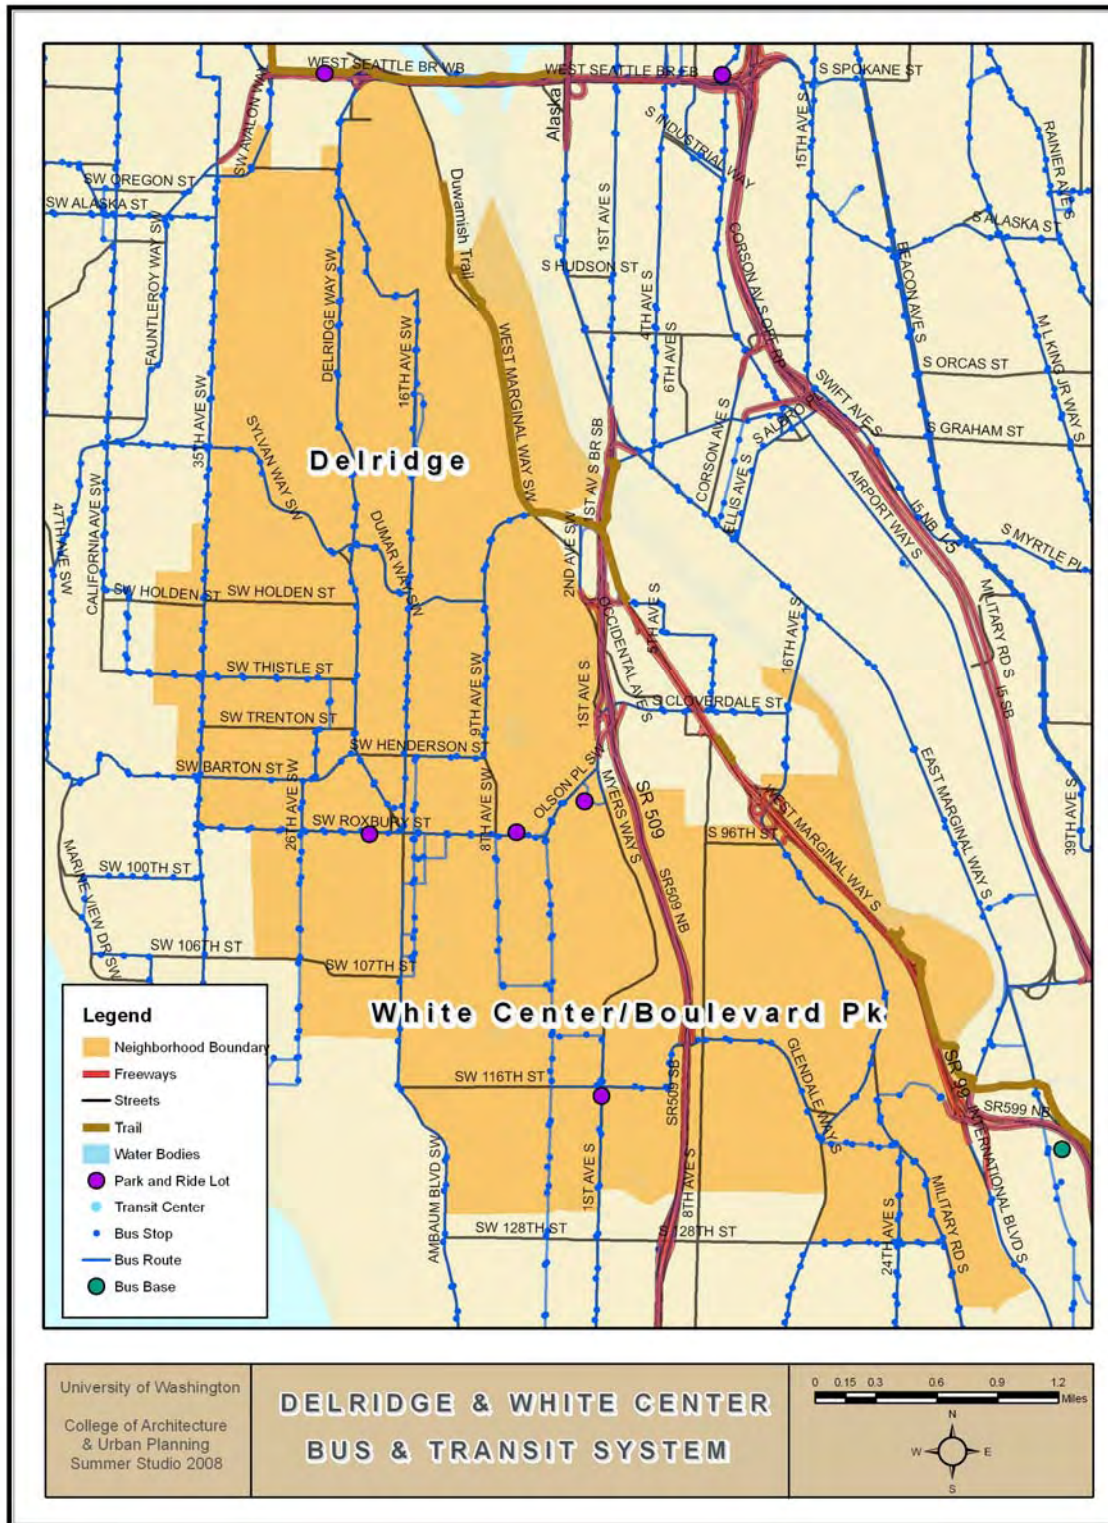 WEST SEATTLE BR WB
WEST SEATTLE BR EB
S SPOKANE ST
SW AVALON WAY
Alaska
S INDUSTRIAL WAY
15TH AVE S
RAINIER AVE S
SW OREGON ST
SW ALASKA ST
Duwamish Trail
1ST AVE S
S ALASKA ST
FAUNTLEROY WAY SW
DELRIDGE WAY SW
S HUDSON ST
CORSON AV S OFF RP
BEACON AVE S
4TH AVE S
16TH AVE SW
6TH AVE S
M L KING JR WAY S
S ORCAS ST
SWIFT AVE S
35TH AVE SW
WEST MARGINAL WAY SW
S GRAHAM ST
SYLVAN WAY SW
Delridge
1ST AV S BR SB
CORSON AVE S
ELLIS AVE S
AIRPORT WAY S
I5 NB
I-5
S MYRTLE PL
47TH AVE SW
CALIFORNIA AVE SW
DUMAR WAY SW
2ND AVE SW
SW HOLDEN ST
SW HOLDEN ST
OCCIDENTAL AVE S
5TH AVE S
16TH AVE S
MILITARY RD S
I5 SB
SW THISTLE ST
9TH AVE SW
1ST AVE S
S CLOVERDALE ST
SW TRENTON ST
SW HENDERSON ST
SW BARTON ST
OLSON PL SW
MYERS WAY S
SR 509
EAST MARGINAL WAY S
26TH AVE SW
SW ROXBURY ST
8TH AVE SW
S 96TH ST
WEST MARGINAL WAY S
39TH AVE S
MARINE VIEW DR SW
SW 100TH ST
SR509 NB
SW 106TH ST
SW 107TH ST
White Center/Boulevard Pk
SW 116TH ST
SR509 SB
GLENDALE WAY S
SR 99
SR599 NB
INTERNATIONAL BLVD S
AMBAUM BLVD SW
1ST AVE S
8TH AVE S
24TH AVE S
MILITARY RD S
SW 128TH ST
S 128TH ST
Legend
Neighborhood Boundary
Freeways
Streets
Trail
Water Bodies
Park and Ride Lot
Transit Center
Bus Stop
Bus Route
Bus Base
University of Washington
College of Architecture
& Urban Planning
Summer Studio 2008
DELRIDGE & WHITE CENTER
BUS & TRANSIT SYSTEM
0 0.15 0.3 0.6 0.9 1.2
Miles
N
W E
S